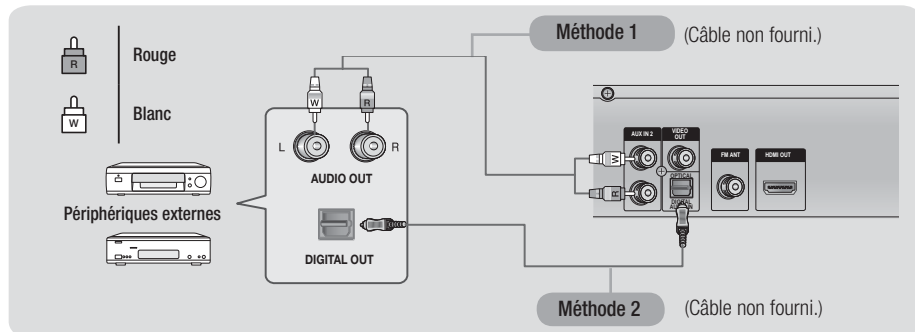 Méthode 1 (Câble non fourni.)
R Rouge
W Blanc
Périphériques externes
W R
L R
AUDIO OUT
DIGITAL OUT
W
R
AUX IN 2
VIDEO OUT
OPTICAL
DIGITAL
FM ANT
HDMI OUT
Méthode 2 (Câble non fourni.)